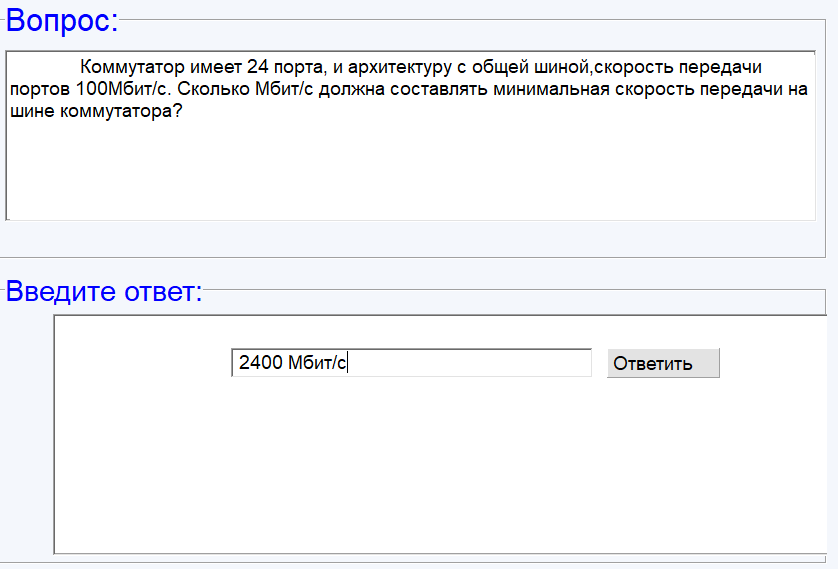 Вопрос:
Коммутатор имеет 24 порта, и архитектуру с общей шиной,скорость передачи
портов 100Мбит/с. Сколько Мбит/с должна составлять минимальная скорость передачи на
шине коммутатора?
Введите ответ:
2400 Мбит/с
Ответить